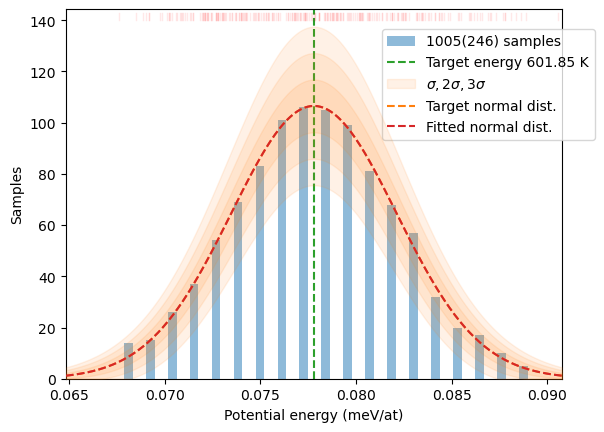 140
120
100
80
60
40
20
0
Samples
1005(246) samples
Target energy 601.85 K
σ, 2σ, 3σ
Target normal dist.
Fitted normal dist.
0.065 0.070 0.075 0.080 0.085 0.090
Potential energy (meV/at)